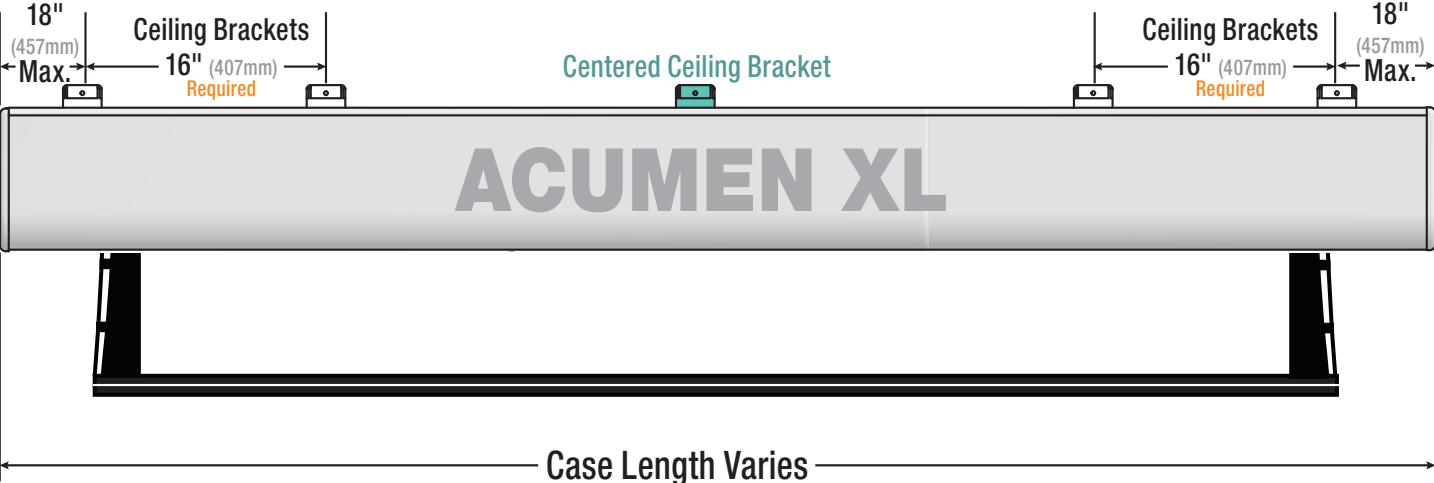 18"
(457mm)
Max.
Ceiling Brackets
16" (407mm)
Required
Centered Ceiling Bracket
Ceiling Brackets
16" (407mm)
Required
18"
(457mm)
Max.
ACUMEN XL
Case Length Varies